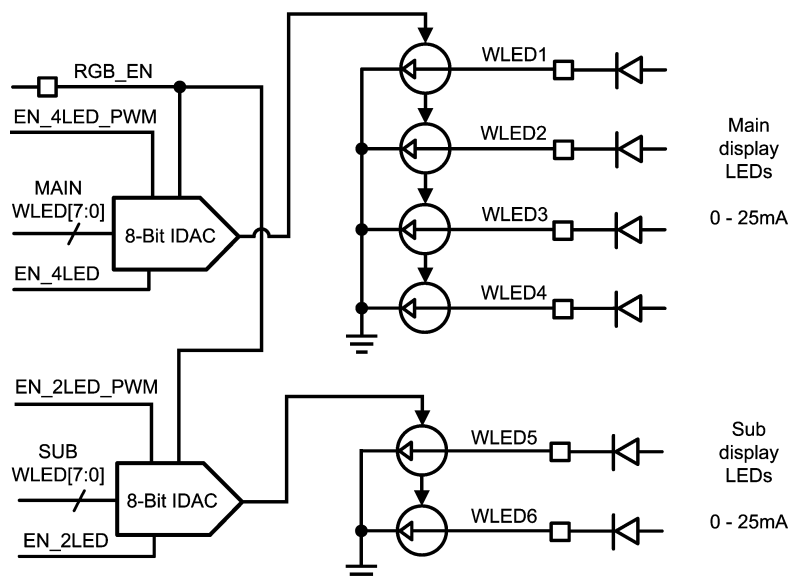 RGB_EN
EN_4LED_PWM
MAIN
WLED[7:0]
8-Bit IDAC
EN_4LED
WLED1
WLED2
WLED3
WLED4
Main
display
LEDs
0 - 25mA
EN_2LED_PWM
SUB
WLED[7:0]
8-Bit IDAC
EN_2LED
WLED5
WLED6
Sub
display
LEDs
0 - 25mA